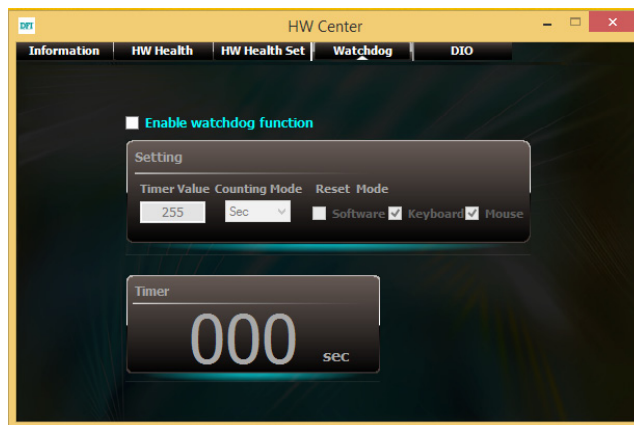 DFI HW Center
Information HW Health HW Health Set Watchdog DIO
Enable watchdog function
Setting
Timer Value Counting Mode Reset Mode
255 Sec Software Keyboard Mouse
Timer
000 sec